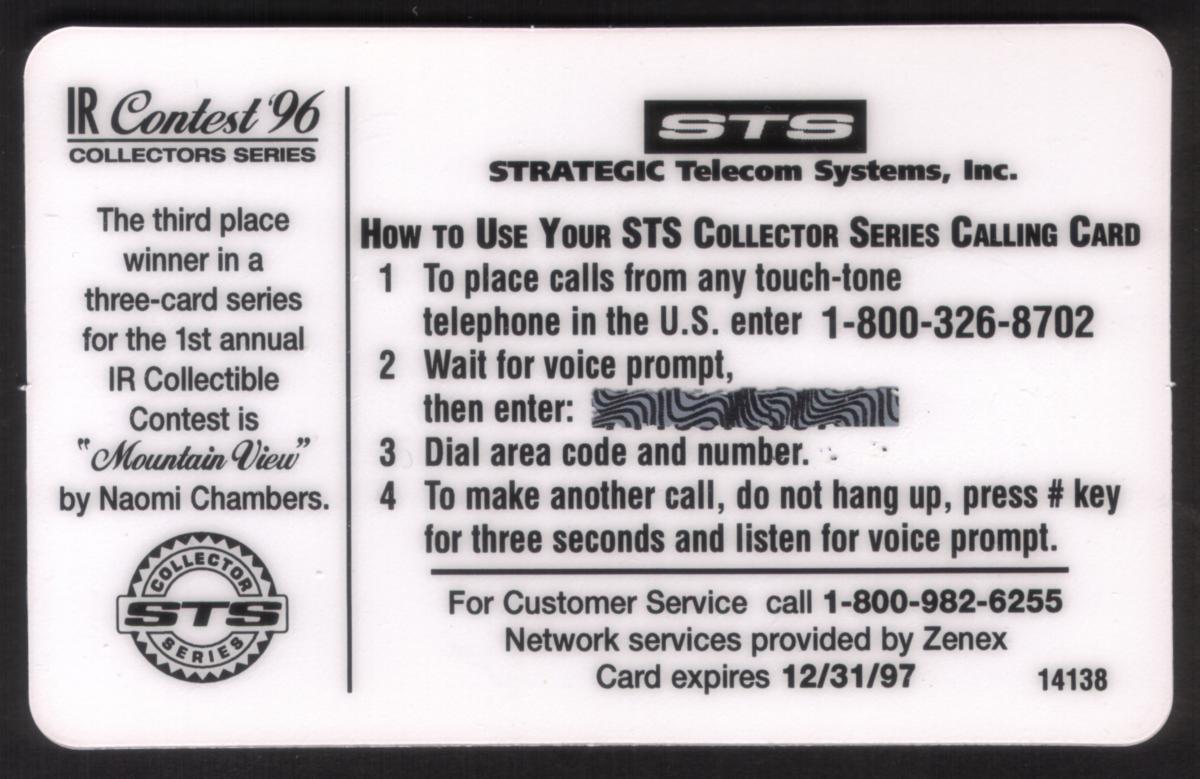 IR Contest '96
COLLECTORS SERIES
The third place
winner in a
three-card series
for the 1st annual
IR Collectible
Contest is
"Mountain View"
by Naomi Chambers.
COLLECTOR
STS
SERIES
STS
STRATEGIC Telecom Systems, Inc.
HOW TO USE YOUR STS COLLECTOR SERIES CALLING CARD
1 To place calls from any touch-tone
telephone in the U.S. enter 1-800-326-8702
2 Wait for voice prompt,
then enter:
3 Dial area code and number.
4 To make another call, do not hang up, press # key
for three seconds and listen for voice prompt.
For Customer Service call 1-800-982-6255
Network services provided by Zenex
Card expires 12/31/97
14138